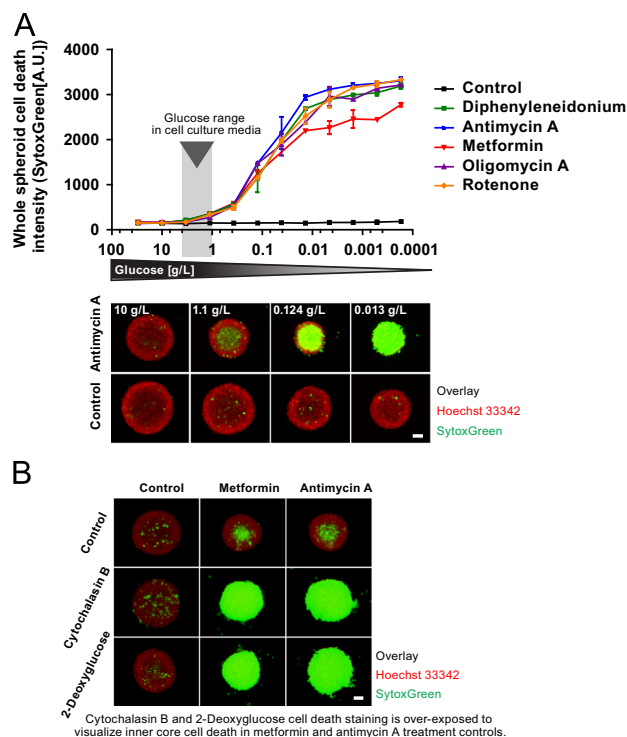 A
Whole spheroid cell death
intensity (SytoxGreen[A.U.]
4000
3000
2000
1000
0
Glucose range
in cell culture media
Control
Diphenyleneidonium
Antimycin A
Metformin
Oligomycin A
Rotenone
100 10 1 0.1 0.01 0.001 0.0001
Glucose [g/L]
Antimycin A
10 g/L 1.1 g/L 0.124 g/L 0.013 g/L
Control
Overlay
Hoechst 33342
SytoxGreen
B
Control Metformin Antimycin A
Control
Cytochalasin B
2-Deoxyglucose
Overlay
Hoechst 33342
SytoxGreen
Cytochalasin B and 2-Deoxyglucose cell death staining is over-exposed to
visualize inner core cell death in metformin and antimycin A treatment controls.